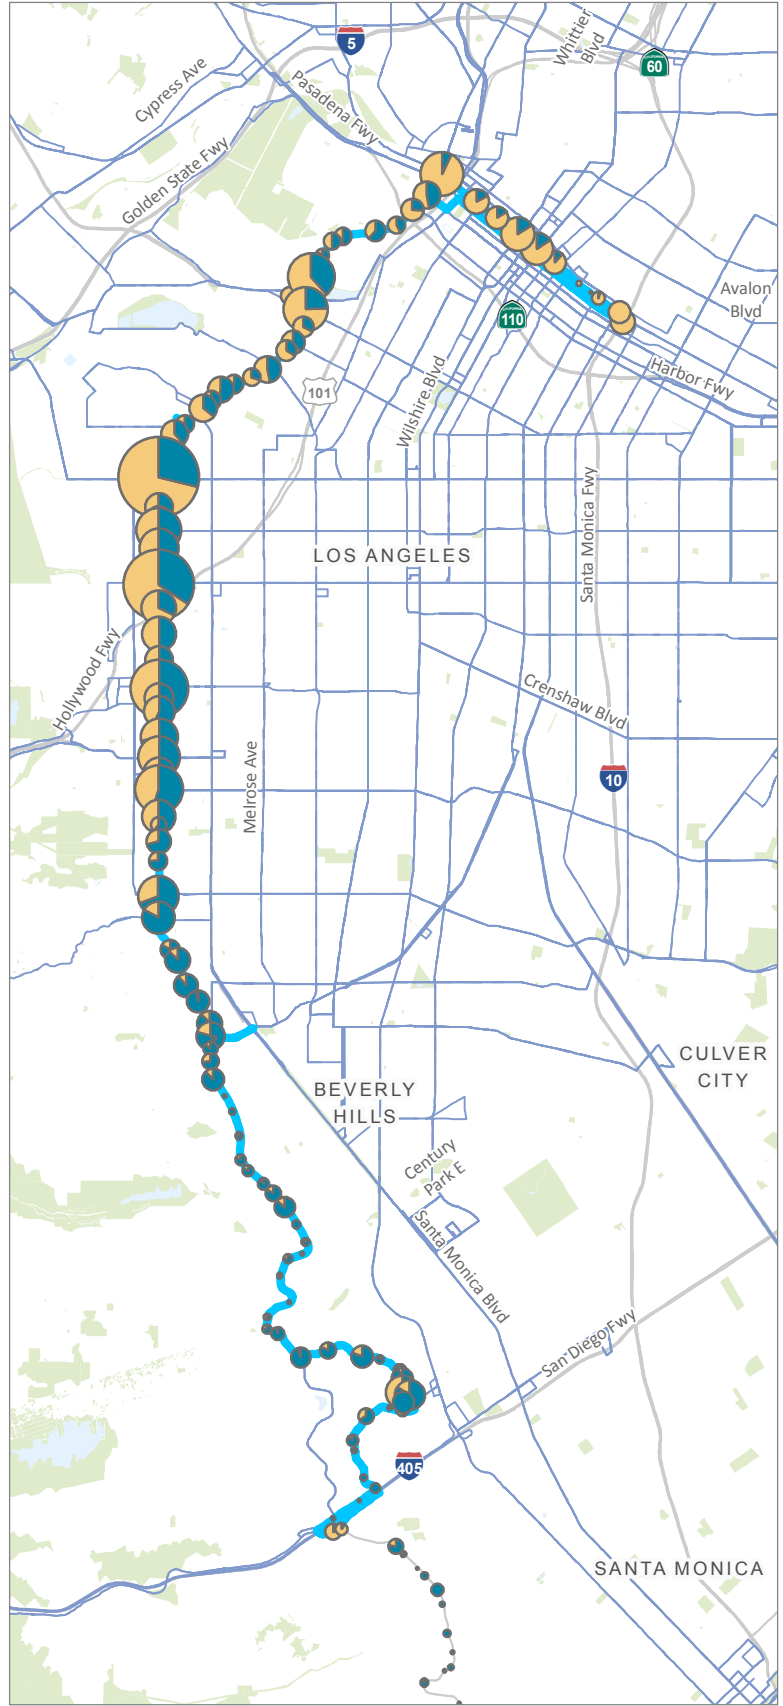 5
Whittier
Blvd
CALIFORNIA
60
Cypress Ave
Pasadena Fwy
Golden State Fwy
Avalon
Blvd
CALIFORNIA
110
Harbor Fwy
101
Wilshire Blvd
Santa Monica Fwy
LOS ANGELES
Hollywood Fwy
Crenshaw Blvd
Melrose Ave
10
CULVER
CITY
BEVERLY
HILLS
Century
Park E
Santa Monica Blvd
San Diego Fwy
405
SANTA MONICA